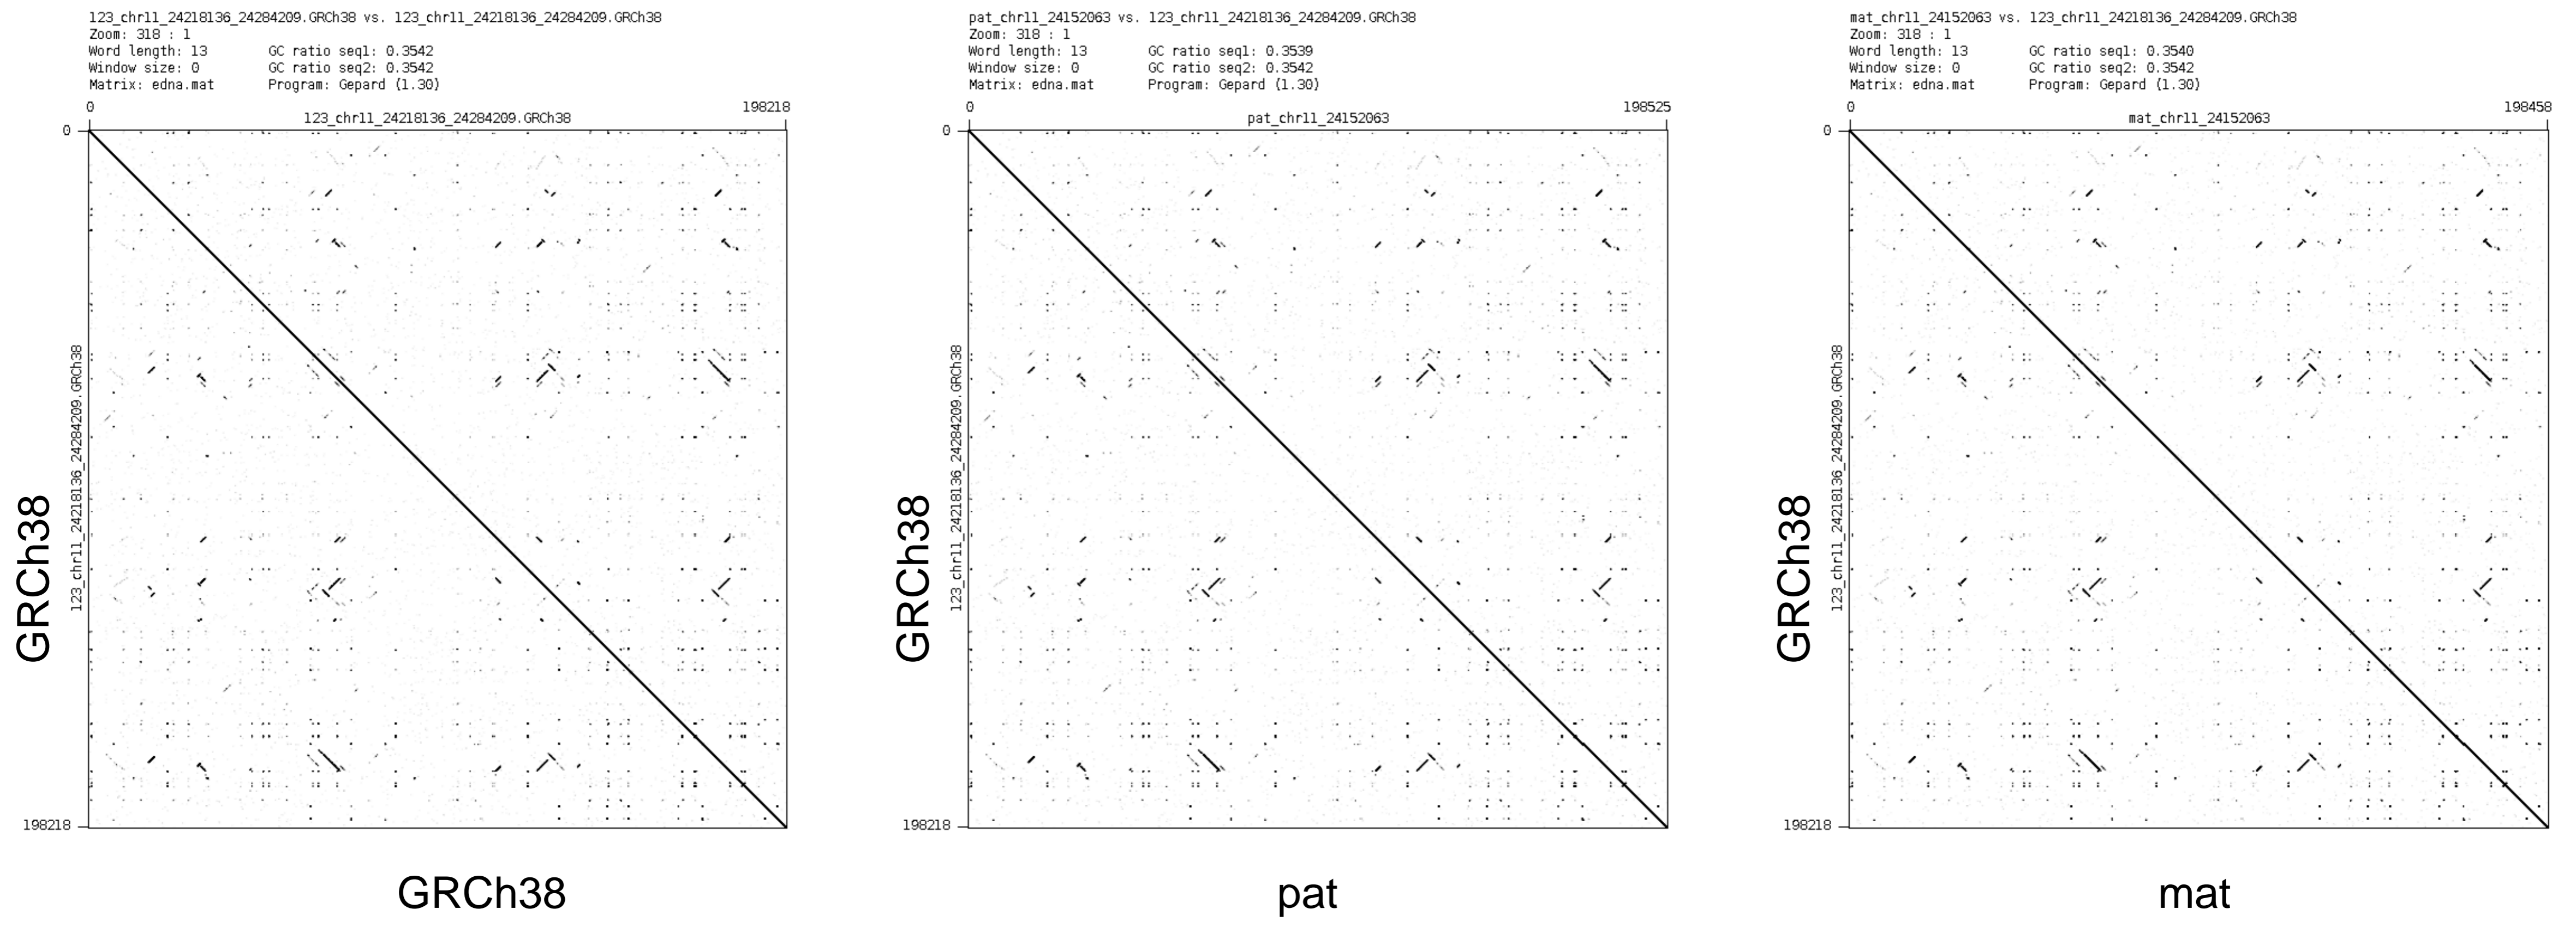 123_chr11_24218136_24284209.GRCh38 vs. 123_chr11_24218136_24284209.GRCh38
Zoom: 318 : 1
Word length: 13 GC ratio seq1: 0.3542
Window size: 0 GC ratio seq2: 0.3542
Matrix: edna.mat Program: Gepard (1.30)
0 198218
123_chr11_24218136_24284209.GRCh38
0
123_chr11_24218136_24284209.GRCh38
GRCh38
198218
GRCh38
pat_chr11_24152063 vs. 123_chr11_24218136_24284209.GRCh38
Zoom: 318 : 1
Word length: 13 GC ratio seq1: 0.3539
Window size: 0 GC ratio seq2: 0.3542
Matrix: edna.mat Program: Gepard (1.30)
0 198525
pat_chr11_24152063
0
123_chr11_24218136_24284209.GRCh38
GRCh38
198218
pat
mat_chr11_24152063 vs. 123_chr11_24218136_24284209.GRCh38
Zoom: 318 : 1
Word length: 13 GC ratio seq1: 0.3540
Window size: 0 GC ratio seq2: 0.3542
Matrix: edna.mat Program: Gepard (1.30)
0 198458
mat_chr11_24152063
0
123_chr11_24218136_24284209.GRCh38
GRCh38
198218
mat